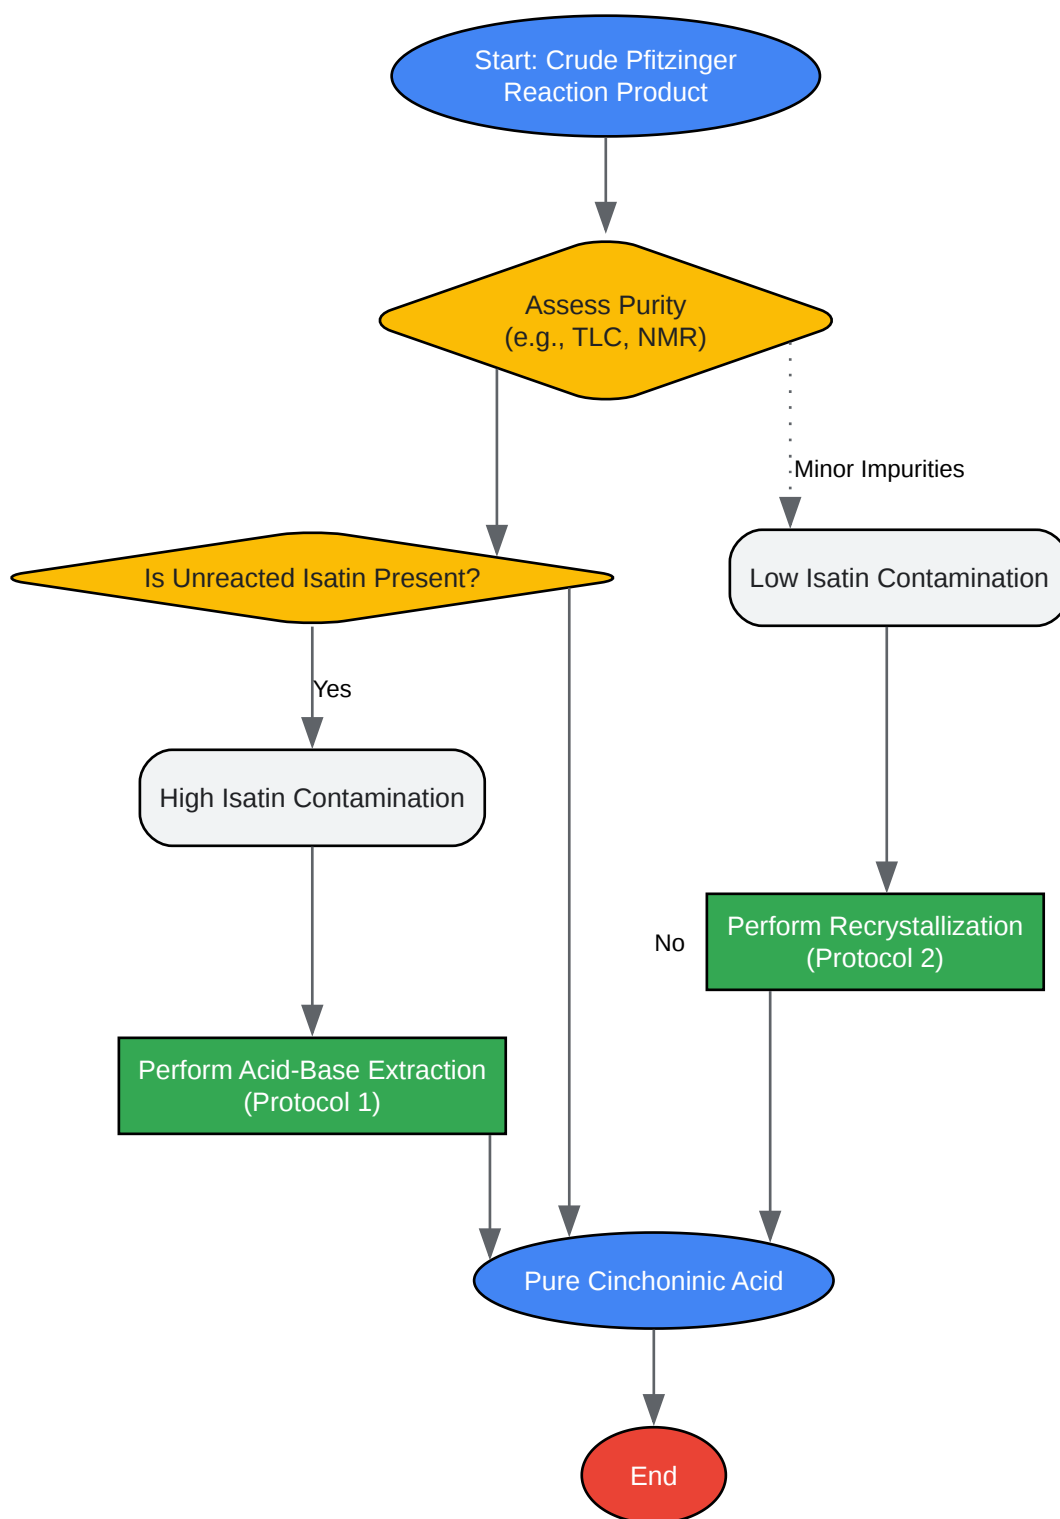 Start: Crude Pfitzinger
Reaction Product
Assess Purity
(e.g., TLC, NMR)
Minor Impurities
Is Unreacted Isatin Present?
Low Isatin Contamination
Yes
High Isatin Contamination
Perform Recrystallization
(Protocol 2)
No
Perform Acid-Base Extraction
(Protocol 1)
Pure Cinchoninic Acid
End